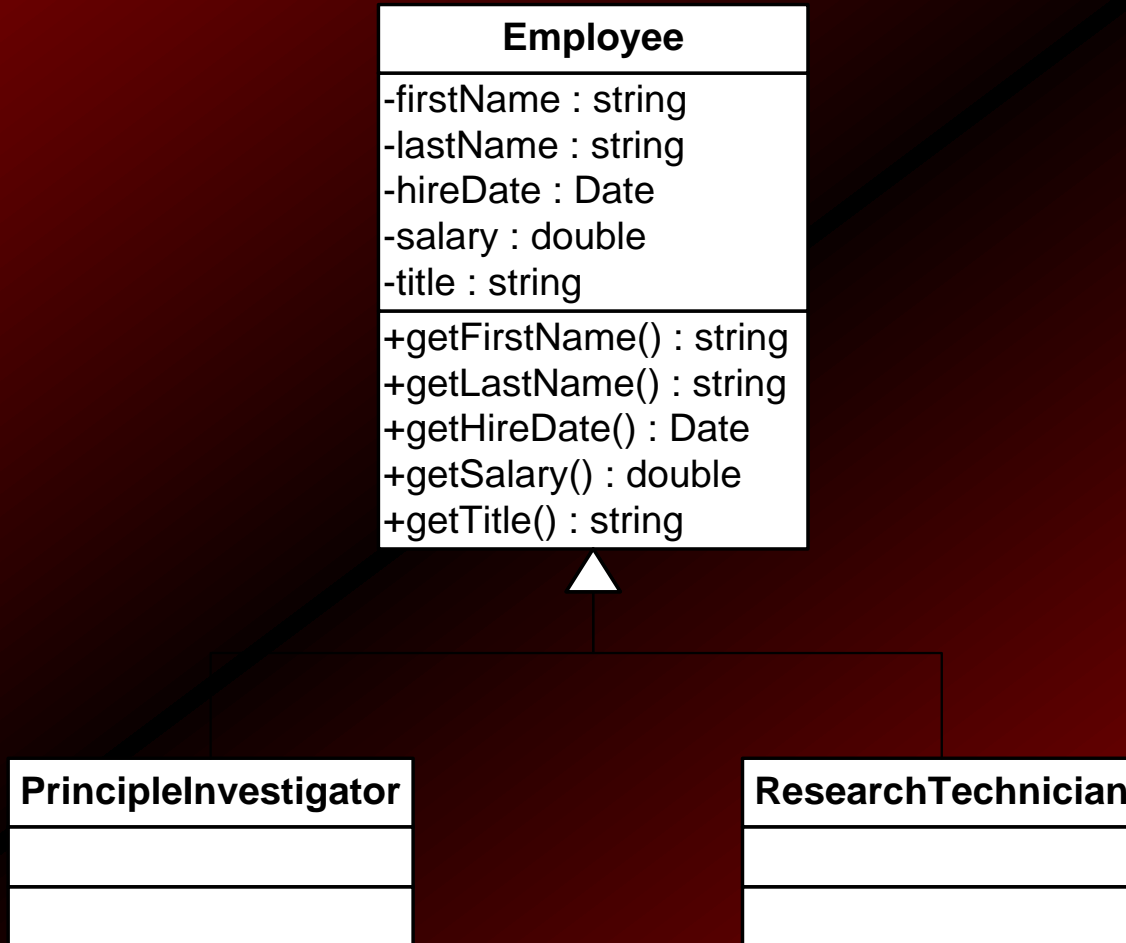 Employee
-firstName : string
-lastName : string
-hireDate : Date
-salary : double
-title : string
+getFirstName() : string
+getLastName() : string
+getHireDate() : Date
+getSalary() : double
+getTitle() : string
PrincipleInvestigator
ResearchTechnician